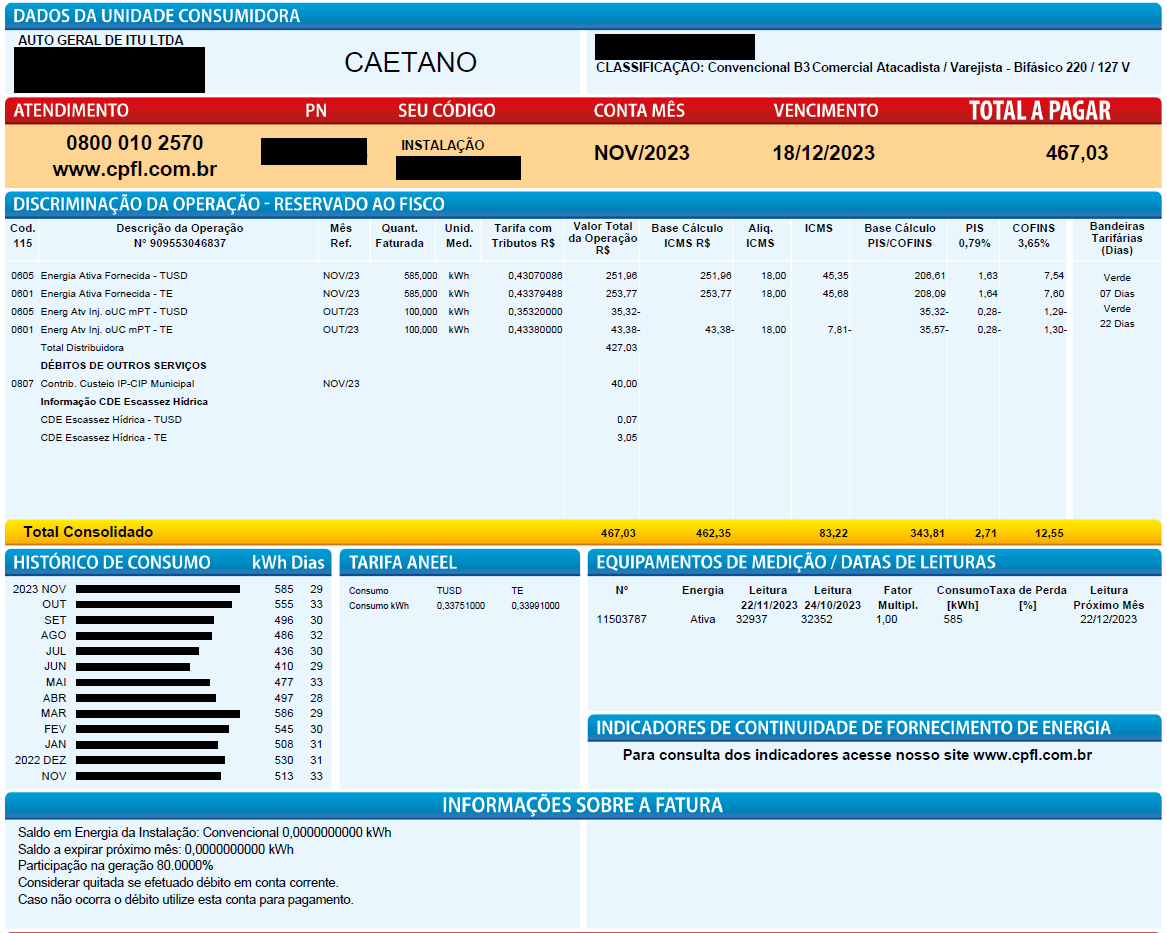 DADOS DA UNIDADE CONSUMIDORA
AUTO GERAL DE ITU LTDA
CAETANO
CLASSIFICAÇÃO: Convencional B3 Comercial Atacadista / Varejista - Bifásico 220 / 127 V
ATENDIMENTO PN SEU CÓDIGO CONTA MÊS VENCIMENTO TOTAL A PAGAR
0800 010 2570
www.cpfl.com.br
INSTALAÇÃO
NOV/2023 18/12/2023 467,03
DISCRIMINAÇÃO DA OPERAÇÃO - RESERVADO AO FISCO
Cod. Descrição da Operação Mês Quant. Unid. Tarifa com Valor Total Base Cálculo Aliq. ICMS Base Cálculo PIS COFINS Bandeiras
115 N° 909553046837 Ref. Faturada Med. Tributos R$ da Operação ICMS R$ ICMS PIS/COFINS 0,79% 3,65% Tarifárias
R$ (Dias)
0605 Energia Ativa Fornecida - TUSD NOV/23 585,000 kWh 0,43070086 251,96 251,96 18,00 45,35 206,61 1,63 7,54 Verde
0601 Energia Ativa Fornecida - TE NOV/23 585,000 kWh 0,43379488 253,77 253,77 18,00 45,68 208,09 1,64 7,60 07 Dias
0605 Energ Atv Inj. oUC mPT - TUSD OUT/23 100,000 kWh 0,35320000 35,32- 35,32- 0,28- 1,29- Verde
0601 Energ Atv Inj. oUC mPT - TE OUT/23 100,000 kWh 0,43380000 43,38- 43,38- 18,00 7,81- 35,57- 0,28- 1,30- 22 Dias
Total Distribuidora 427,03
DÉBITOS DE OUTROS SERVIÇOS
0807 Contrib. Custeio IP-CIP Municipal NOV/23 40,00
Informação CDE Escassez Hídrica
CDE Escassez Hídrica - TUSD 0,07
CDE Escassez Hídrica - TE 3,05
Total Consolidado 467,03 462,35 83,22 343,81 2,71 12,55
HISTÓRICO DE CONSUMO kWh Dias
2023 NOV 585 29
OUT 555 33
SET 496 30
AGO 486 32
JUL 436 30
JUN 410 29
MAI 477 33
ABR 497 28
MAR 586 29
FEV 545 30
JAN 508 31
2022 DEZ 530 31
NOV 513 33
TARIFA ANEEL
Consumo TUSD TE
Consumo kWh 0,33751000 0,33991000
EQUIPAMENTOS DE MEDIÇÃO / DATAS DE LEITURAS
N° Energia Leitura Leitura Fator Consumo Taxa de Perda Leitura
22/11/2023 24/10/2023 Multipl. [kWh] [%] Próximo Mês
11503787 Ativa 32937 32352 1,00 585 22/12/2023
INDICADORES DE CONTINUIDADE DE FORNECIMENTO DE ENERGIA
Para consulta dos indicadores acesse nosso site www.cpfl.com.br
INFORMAÇÕES SOBRE A FATURA
Saldo em Energia da Instalação: Convencional 0,0000000000 kWh
Saldo a expirar próximo mês: 0,0000000000 kWh
Participação na geração 80.0000%
Considerar quitada se efetuado débito em conta corrente.
Caso não ocorra o débito utilize esta conta para pagamento.